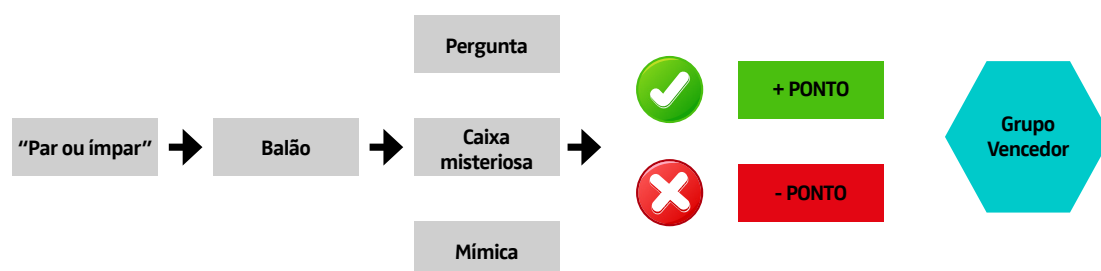 Pergunta
+ PONTO
"Par ou ímpar"
Balão
Caixa
misteriosa
Grupo
Vencedor
- PONTO
Mímica